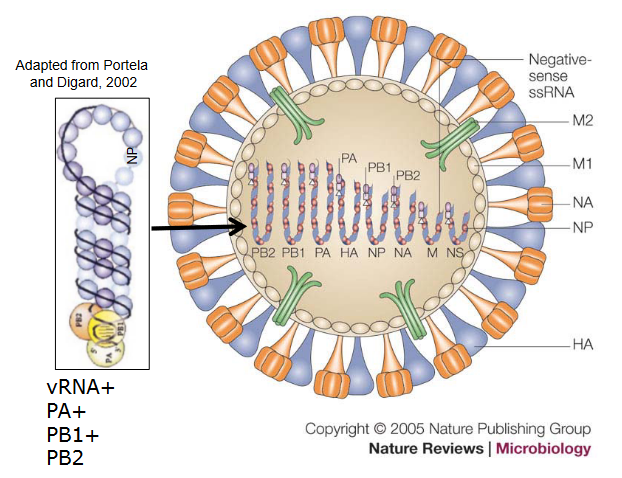 Adapted from Portela
and Digard, 2002
NP
PB2
PB1
5'
PA
3'
vRNA+
PA+
PB1+
PB2
Negative-
sense
ssRNA
M2
M1
NA
NP
HA
PA
PB1
PB2
PB2 PB1 PA HA NP NA M NS
Copyright © 2005 Nature Publishing Group
Nature Reviews | Microbiology